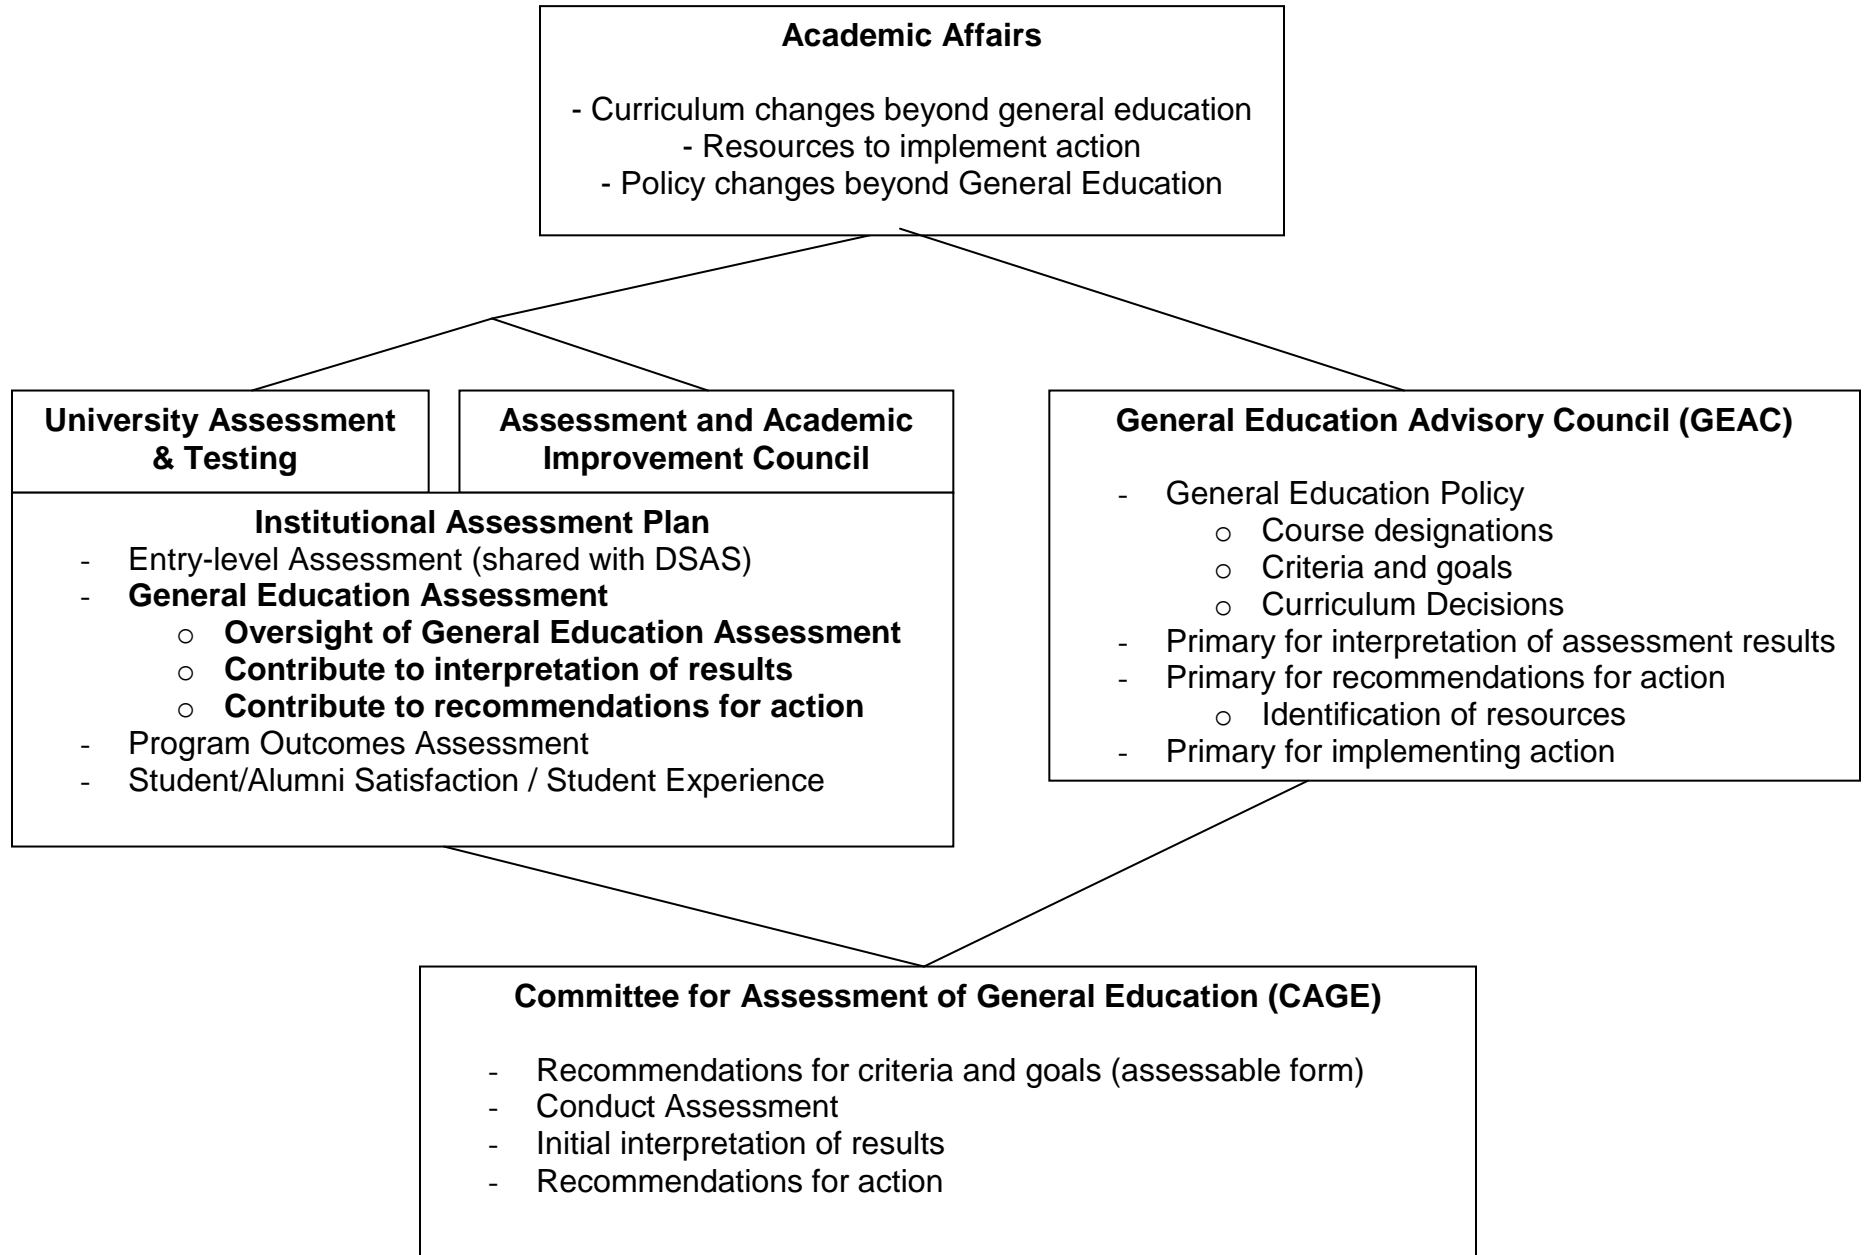 Academic Affairs
- Curriculum changes beyond general education
- Resources to implement action
- Policy changes beyond General Education
University Assessment
& Testing
Assessment and Academic
Improvement Council
Institutional Assessment Plan
- Entry-level Assessment (shared with DSAS)
- General Education Assessment
o Oversight of General Education Assessment
o Contribute to interpretation of results
o Contribute to recommendations for action
- Program Outcomes Assessment
- Student/Alumni Satisfaction / Student Experience
General Education Advisory Council (GEAC)
- General Education Policy
o Course designations
o Criteria and goals
o Curriculum Decisions
- Primary for interpretation of assessment results
- Primary for recommendations for action
o Identification of resources
- Primary for implementing action
Committee for Assessment of General Education (CAGE)
- Recommendations for criteria and goals (assessable form)
- Conduct Assessment
- Initial interpretation of results
- Recommendations for action